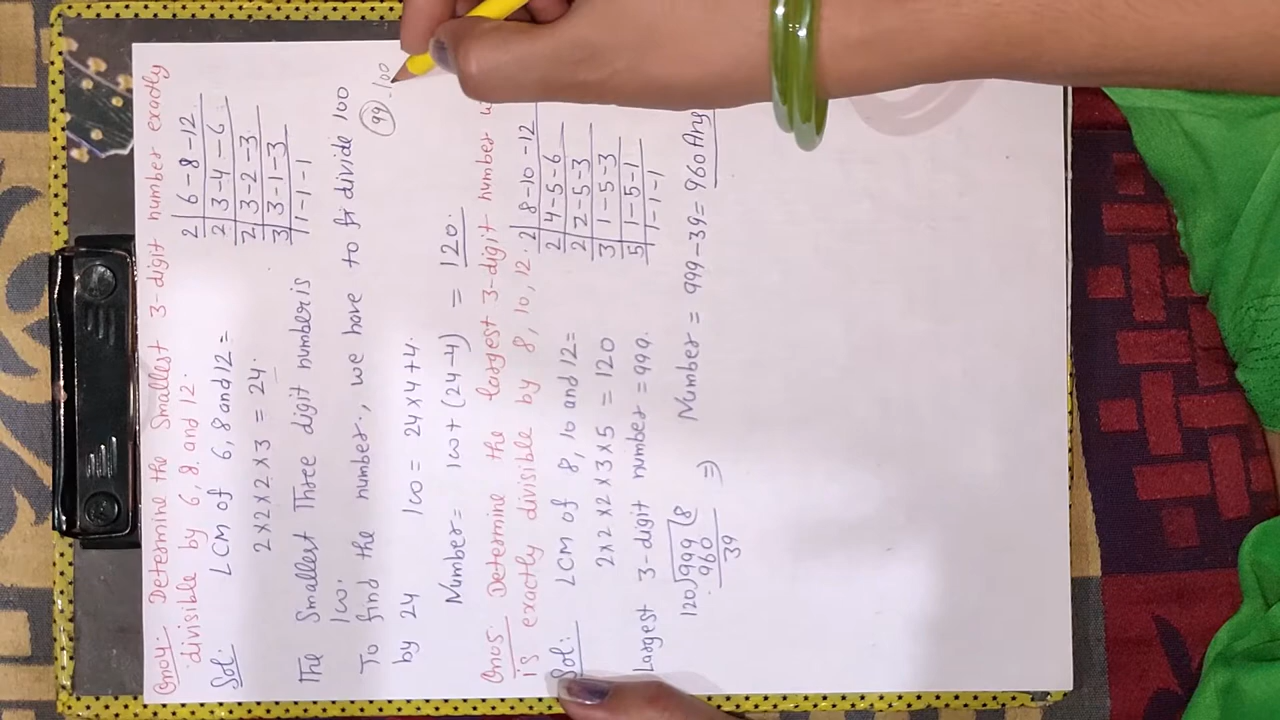 Qno4:- Determine the Smallest 3-digit number exactly
divisible by 6, 8 and 12.
Sol:- LCM of 6, 8 and 12 =
2 | 6 - 8 - 12
2 | 3 - 4 - 6
2 | 3 - 2 - 3
3 | 3 - 1 - 3
1 - 1 - 1
2 x 2 x 2 x 3 = 24.
The Smallest Three digit number is
100.
To find the number, we have to divide 100
by 24
99 - 100
100 = 24 x 4 + 4.
Number = 100 + (24 - 4) = 120.
Qno5:- Determine the largest 3-digit number
is exactly divisible by 8, 10, 12.
Sol:- LCM of 8, 10 and 12 =
2 | 8 - 10 - 12
2 | 4 - 5 - 6
2 | 2 - 5 - 3
3 | 1 - 5 - 3
5 | 1 - 5 - 1
1 - 1 - 1
2 x 2 x 2 x 3 x 5 = 120
Largest 3-digit number = 999.
120) 999 (8
960
39
=> Number = 999 - 39 = 960 Ans